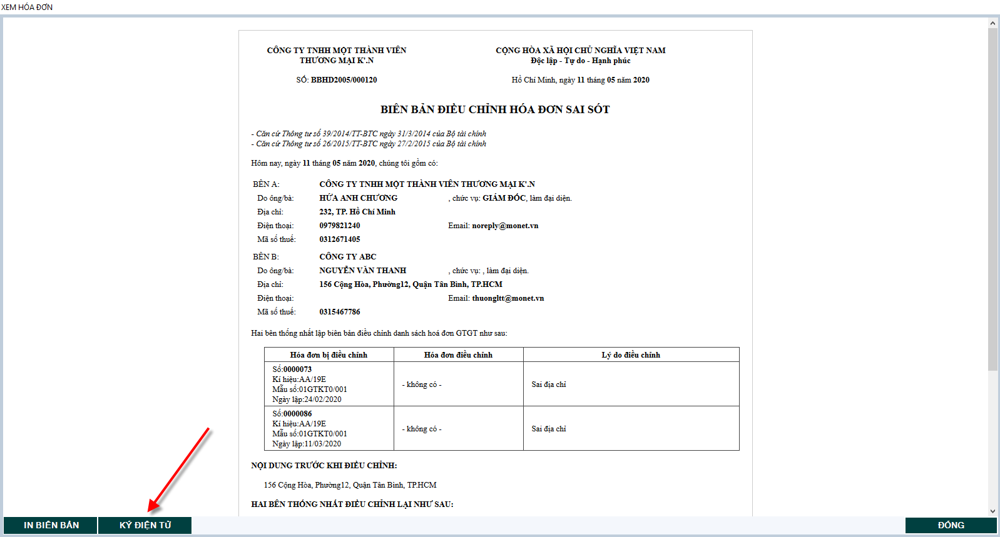 XEM HÓA ĐƠN
CÔNG TY TNHH MỘT THÀNH VIÊN
THƯƠNG MẠI K'.N
CỘNG HÒA XÃ HỘI CHỦ NGHĨA VIỆT NAM
Độc lập - Tự do - Hạnh phúc
SỐ: BBHD2005/000120
Hồ Chí Minh, ngày 11 tháng 05 năm 2020
BIÊN BẢN ĐIỀU CHỈNH HÓA ĐƠN SAI SÓT
- Căn cứ Thông tư số 39/2014/TT-BTC ngày 31/3/2014 của Bộ tài chính
- Căn cứ Thông tư số 26/2015/TT-BTC ngày 27/2/2015 của Bộ tài chính
Hôm nay, ngày 11 tháng 05 năm 2020, chúng tôi gồm có:
BÊN A: CÔNG TY TNHH MỘT THÀNH VIÊN THƯƠNG MẠI K'.N
Do ông/bà: HỨA ANH CHƯƠNG , chức vụ: GIÁM ĐỐC, làm đại diện.
Địa chỉ: 232, TP. Hồ Chí Minh
Điện thoại: 0979821240 Email: noreply@monet.vn
Mã số thuế: 0312671405
BÊN B: CÔNG TY ABC
Do ông/bà: NGUYỄN VĂN THANH , chức vụ: , làm đại diện.
Địa chỉ: 156 Cộng Hòa, Phường12, Quận Tân Bình, TP.HCM
Điện thoại: Email: thuongltt@monet.vn
Mã số thuế: 0315467786
Hai bên thống nhất lập biên bản điều chỉnh danh sách hoá đơn GTGT như sau:
Hóa đơn bị điều chỉnh Hóa đơn điều chỉnh Lý do điều chỉnh
Số:0000073
Kí hiệu:AA/19E
Mẫu số:01GTKT0/001
Ngày lập:24/02/2020
- không có -
Sai địa chỉ
Số:0000086
Kí hiệu:AA/19E
Mẫu số:01GTKT0/001
Ngày lập:11/03/2020
- không có -
Sai địa chỉ
NỘI DUNG TRƯỚC KHI ĐIỀU CHỈNH:
156 Cộng Hòa, Phường12, Quận Tân Bình, TP.HCM
HAI BÊN THỐNG NHẤT ĐIỀU CHỈNH LẠI NHƯ SAU:
IN BIÊN BẢN
KÝ ĐIỆN TỬ
ĐÓNG